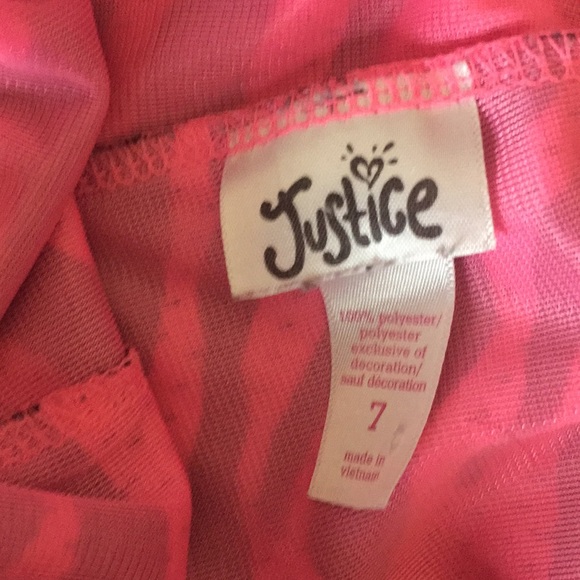 Justice
100% polyester/
polyester
exclusive of
decoration/
sauf décoration
7
made in
vietnam